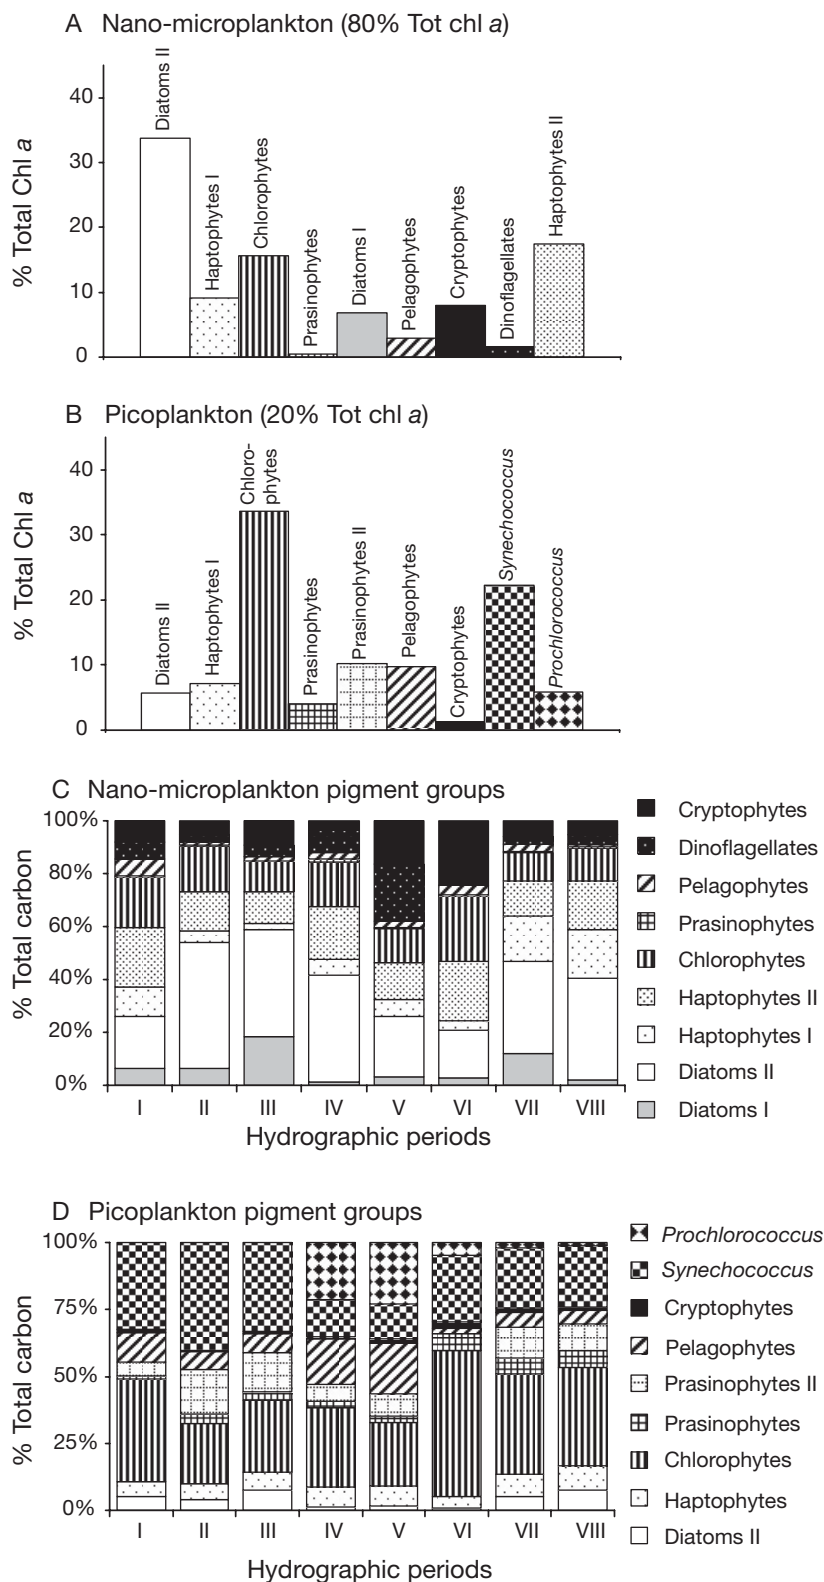 A Nano-microplankton (80% Tot chl a)
% Total Chl a
40
30
20
10
0
Diatoms II
Haptophytes I
Chlorophytes
Prasinophytes
Diatoms I
Pelagophytes
Cryptophytes
Dinoflagellates
Haptophytes II
B Picoplankton (20% Tot chl a)
% Total Chl a
40
30
20
10
0
Diatoms II
Haptophytes I
Chloro-
phytes
Prasinophytes
Prasinophytes II
Pelagophytes
Cryptophytes
Synechococcus
Prochlorococcus
C Nano-microplankton pigment groups
% Total carbon
100%
80%
60%
40%
20%
0%
I II III IV V VI VII VIII
Hydrographic periods
Cryptophytes
Dinoflagellates
Pelagophytes
Prasinophytes
Chlorophytes
Haptophytes II
Haptophytes I
Diatoms II
Diatoms I
D Picoplankton pigment groups
% Total carbon
100%
75%
50%
25%
0%
I II III IV V VI VII VIII
Hydrographic periods
Prochlorococcus
Synechococcus
Cryptophytes
Pelagophytes
Prasinophytes II
Prasinophytes
Chlorophytes
Haptophytes
Diatoms II